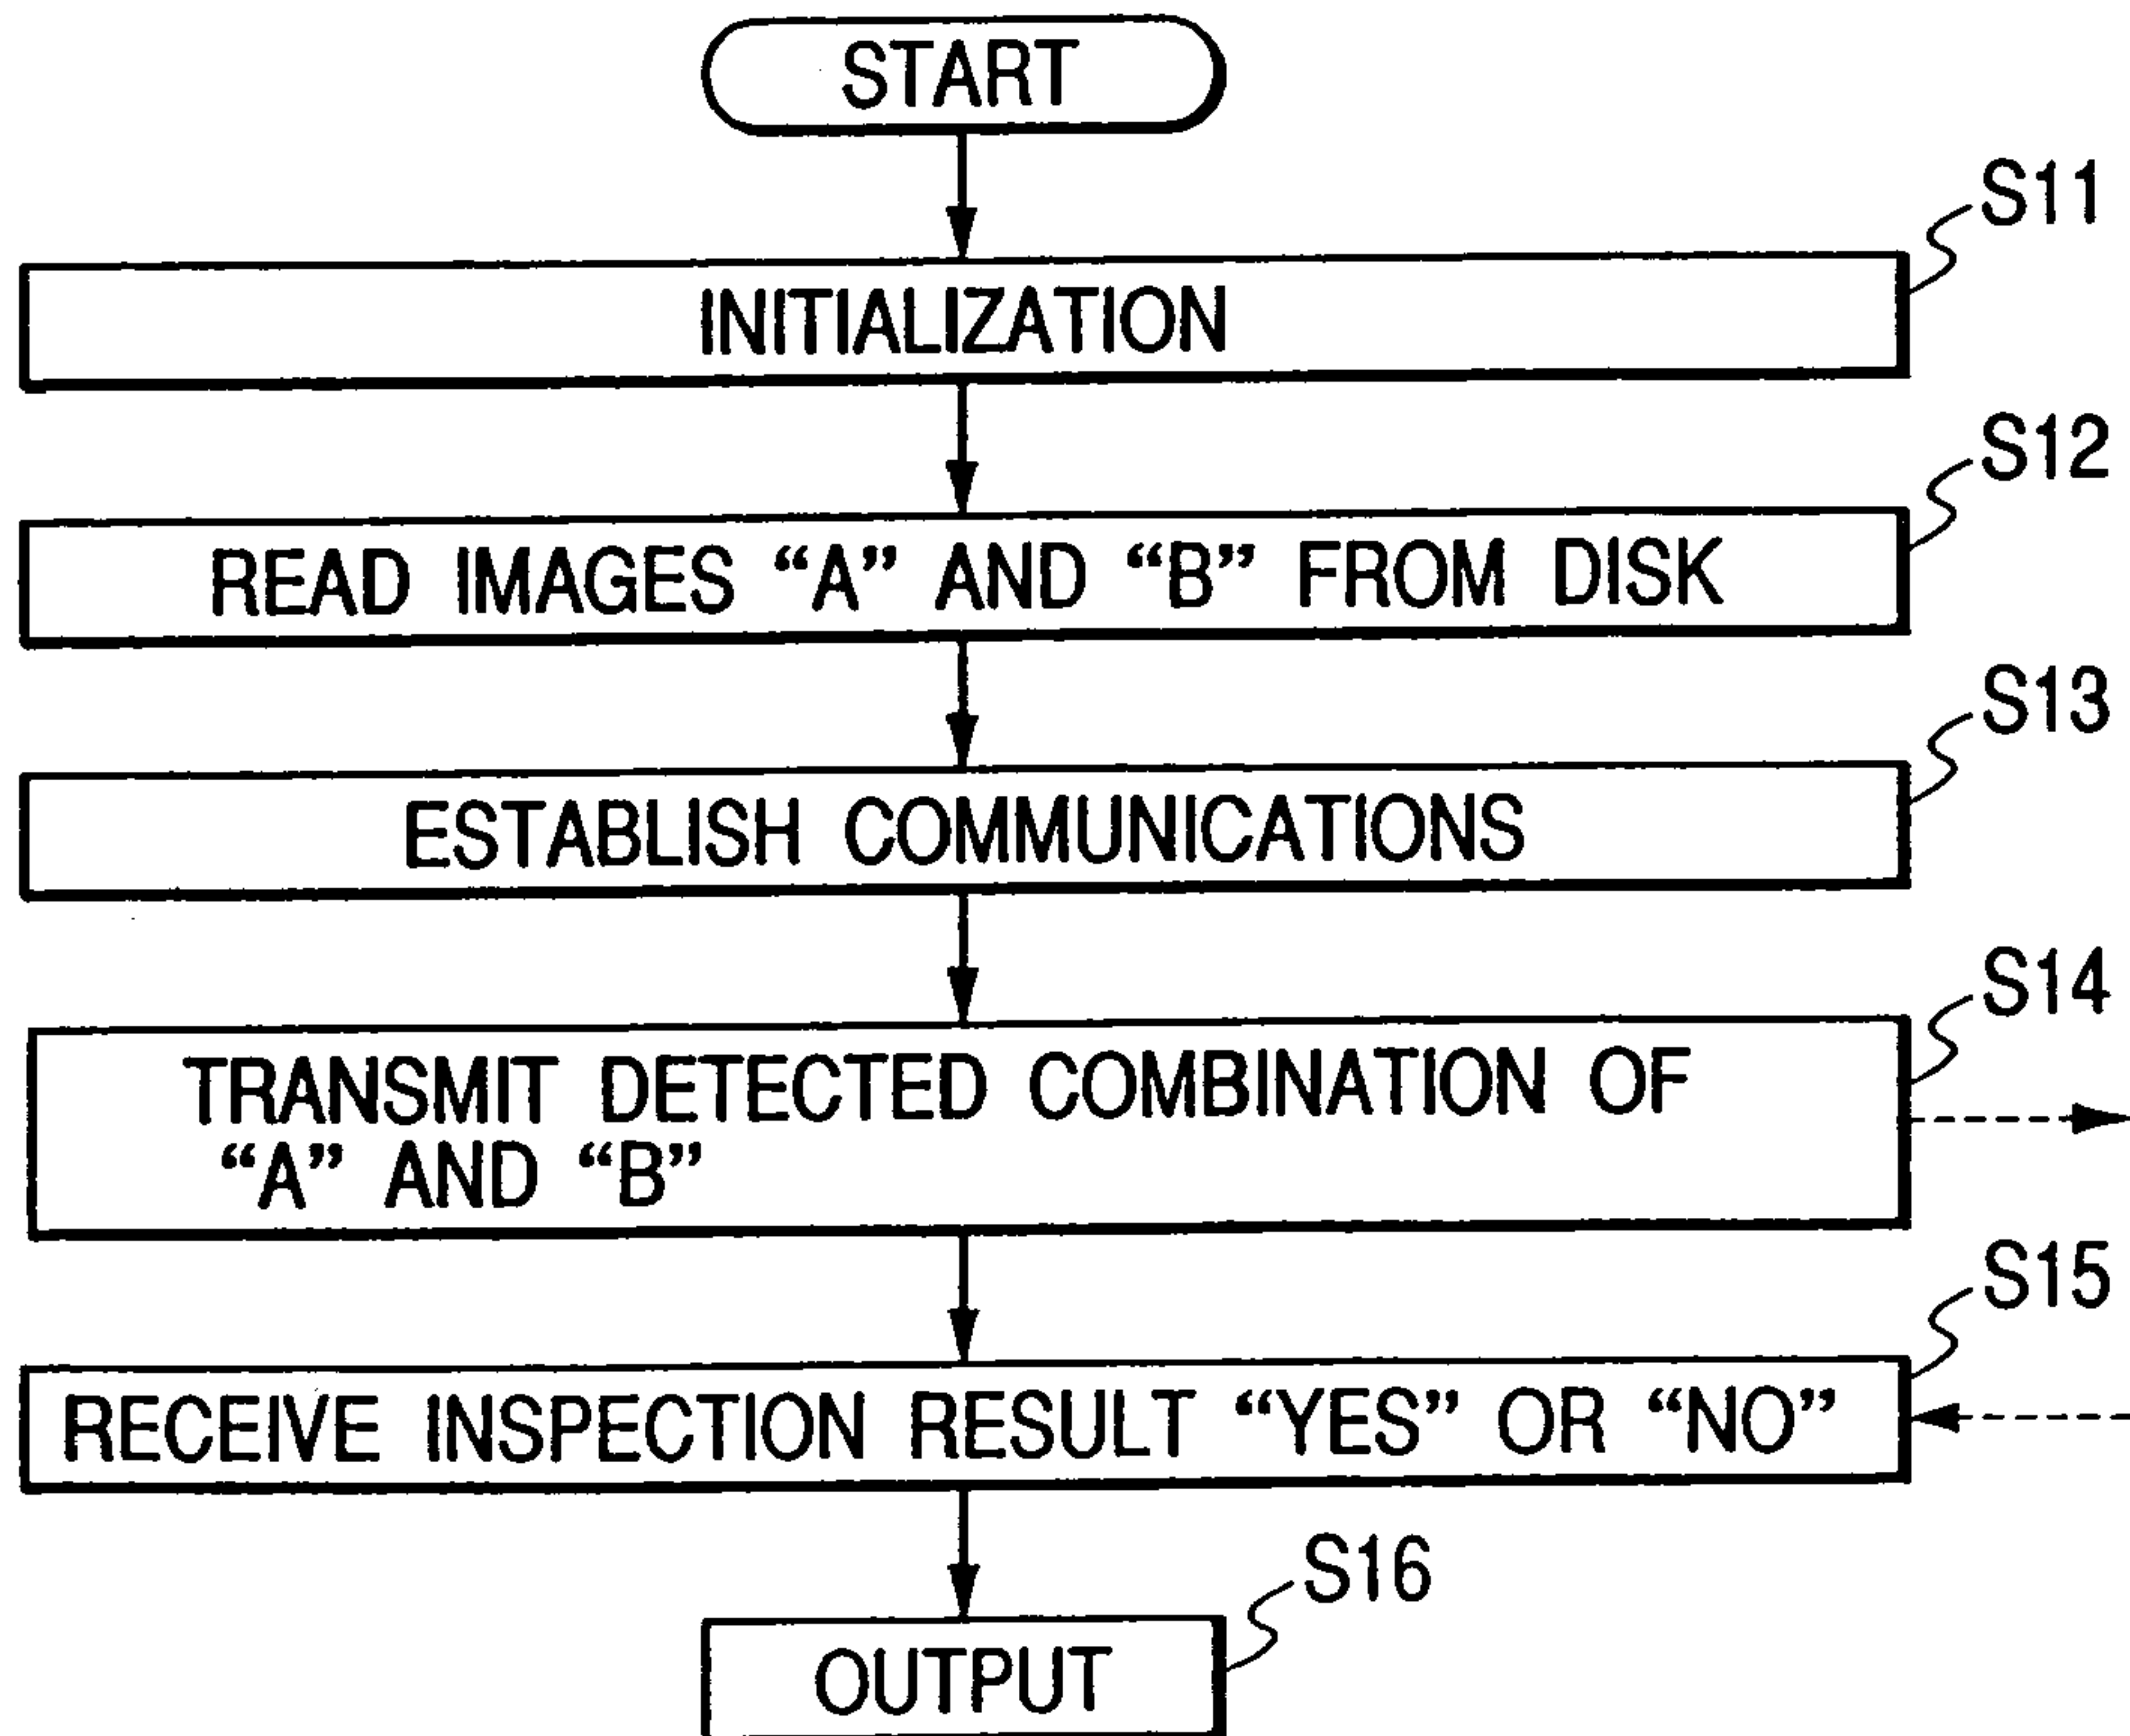 START
S11
INITIALIZATION
S12
READ IMAGES “A” AND “B” FROM DISK
S13
ESTABLISH COMMUNICATIONS
S14
TRANSMIT DETECTED COMBINATION OF
“A” AND “B”
S15
RECEIVE INSPECTION RESULT “YES” OR “NO”
S16
OUTPUT